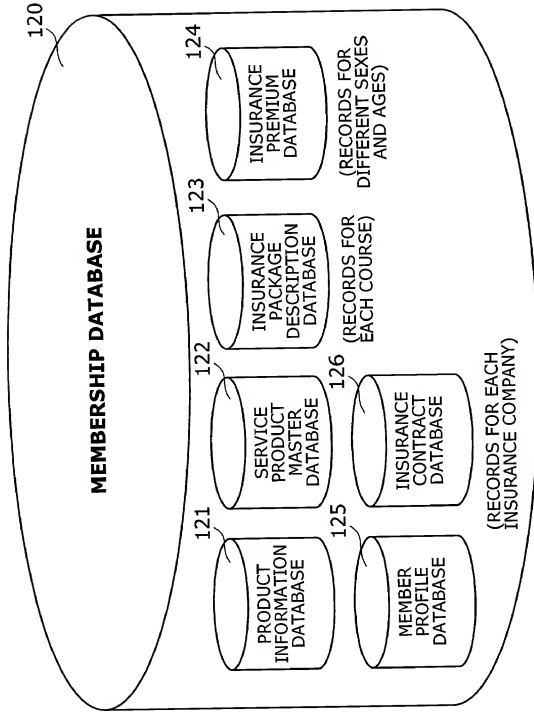 120
MEMBERSHIP DATABASE
121
PRODUCT
INFORMATION
DATABASE
122
SERVICE
PRODUCT
MASTER
DATABASE
123
INSURANCE
PACKAGE
DESCRIPTION
DATABASE
(RECORDS FOR
EACH COURSE)
124
INSURANCE
PREMIUM
DATABASE
(RECORDS FOR
DIFFERENT SEXES
AND AGES)
125
MEMBER
PROFILE
DATABASE
126
INSURANCE
CONTRACT
DATABASE
(RECORDS FOR EACH
INSURANCE COMPANY)